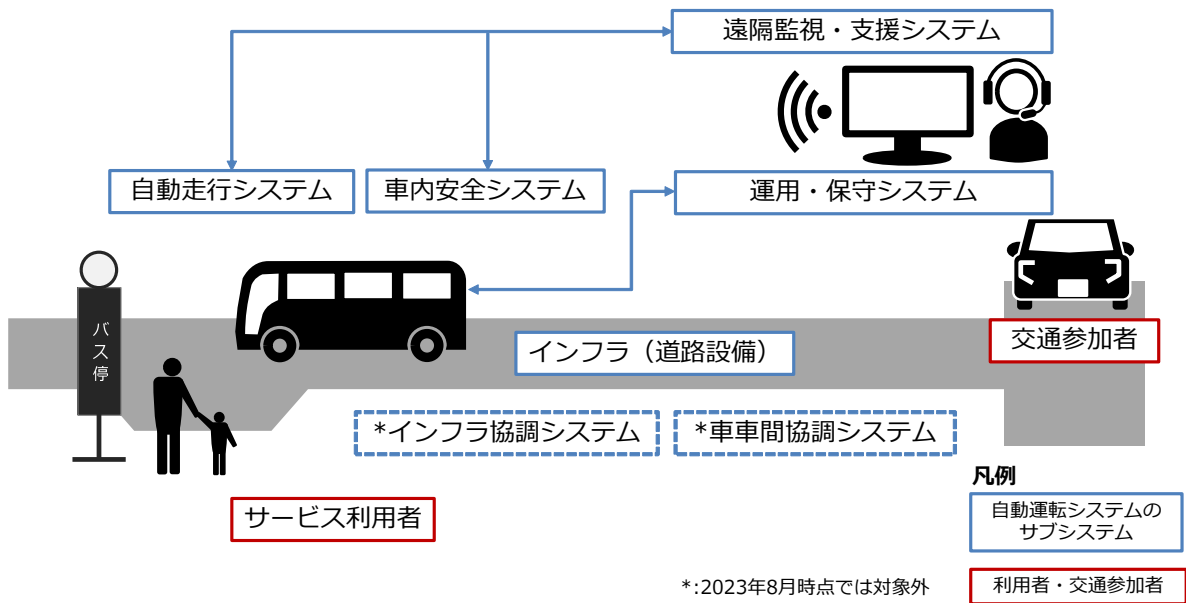 遠隔監視・支援システム
自動走行システム
車内安全システム
運用・保守システム
バス停
インフラ（道路設備）
交通参加者
*インフラ協調システム
*車車間協調システム
サービス利用者
凡例
自動運転システムの
サブシステム
*:2023年8月時点では対象外
利用者・交通参加者